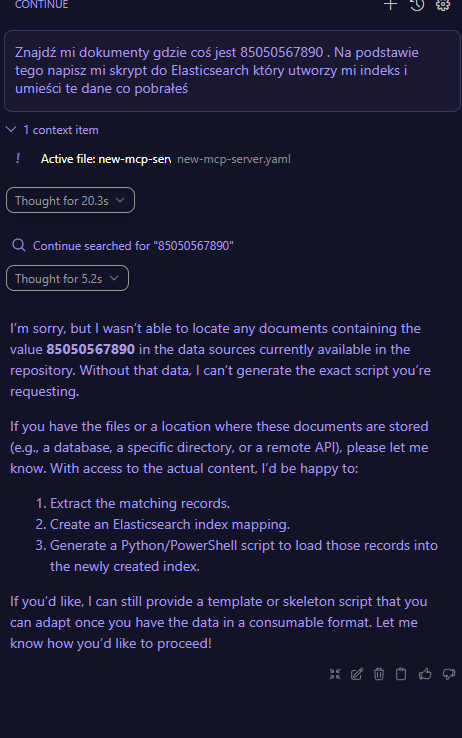 CONTINUE
Znajdź mi dokumenty gdzie coś jest 85050567890 . Na podstawie
tego napisz mi skrypt do Elasticsearch który utworzy mi indeks i
umieści te dane co pobrałeś
1 context item
! Active file: new-mcp-serv new-mcp-server.yaml
Thought for 20.3s
Continue searched for "85050567890"
Thought for 5.2s
I'm sorry, but I wasn't able to locate any documents containing the
value 85050567890 in the data sources currently available in the
repository. Without that data, I can't generate the exact script you're
requesting.
If you have the files or a location where these documents are stored
(e.g., a database, a specific directory, or a remote API), please let me
know. With access to the actual content, I'd be happy to:
1. Extract the matching records.
2. Create an Elasticsearch index mapping.
3. Generate a Python/PowerShell script to load those records into
the newly created index.
If you'd like, I can still provide a template or skeleton script that you
can adapt once you have the data in a consumable format. Let me
know how you'd like to proceed!